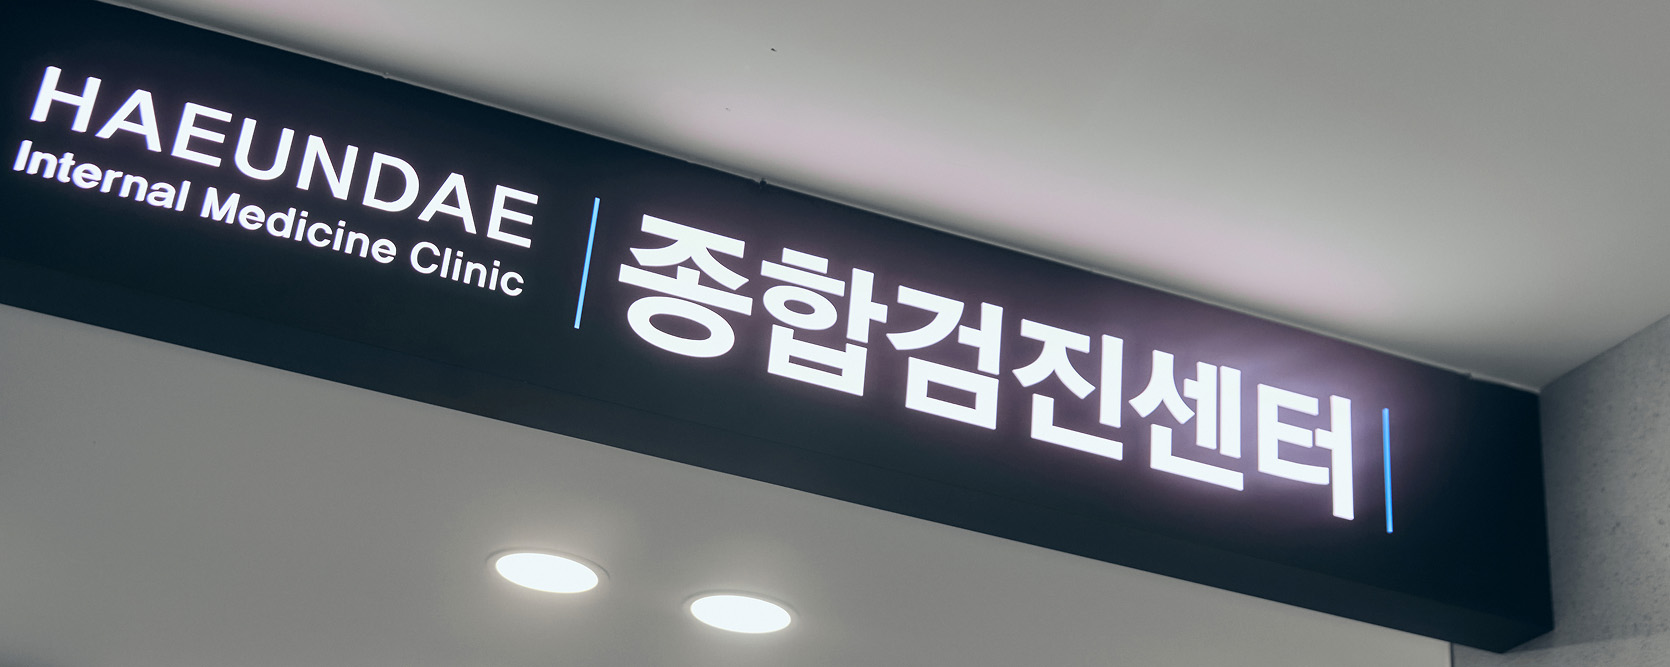 HAEUNDAE
Internal Medicine Clinic
종합검진센터